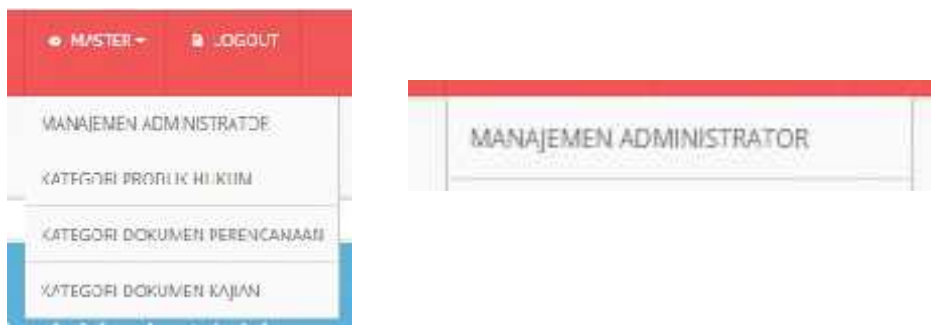 MASTER LOGOUT
MANAJEMEN ADMINISTRATOR
KATEGORI PRODUK HUKUM
KATEGORI DOKUMEN PERENCANAAN
KATEGORI DOKUMEN KAJIAN
MANAJEMEN ADMINISTRATOR